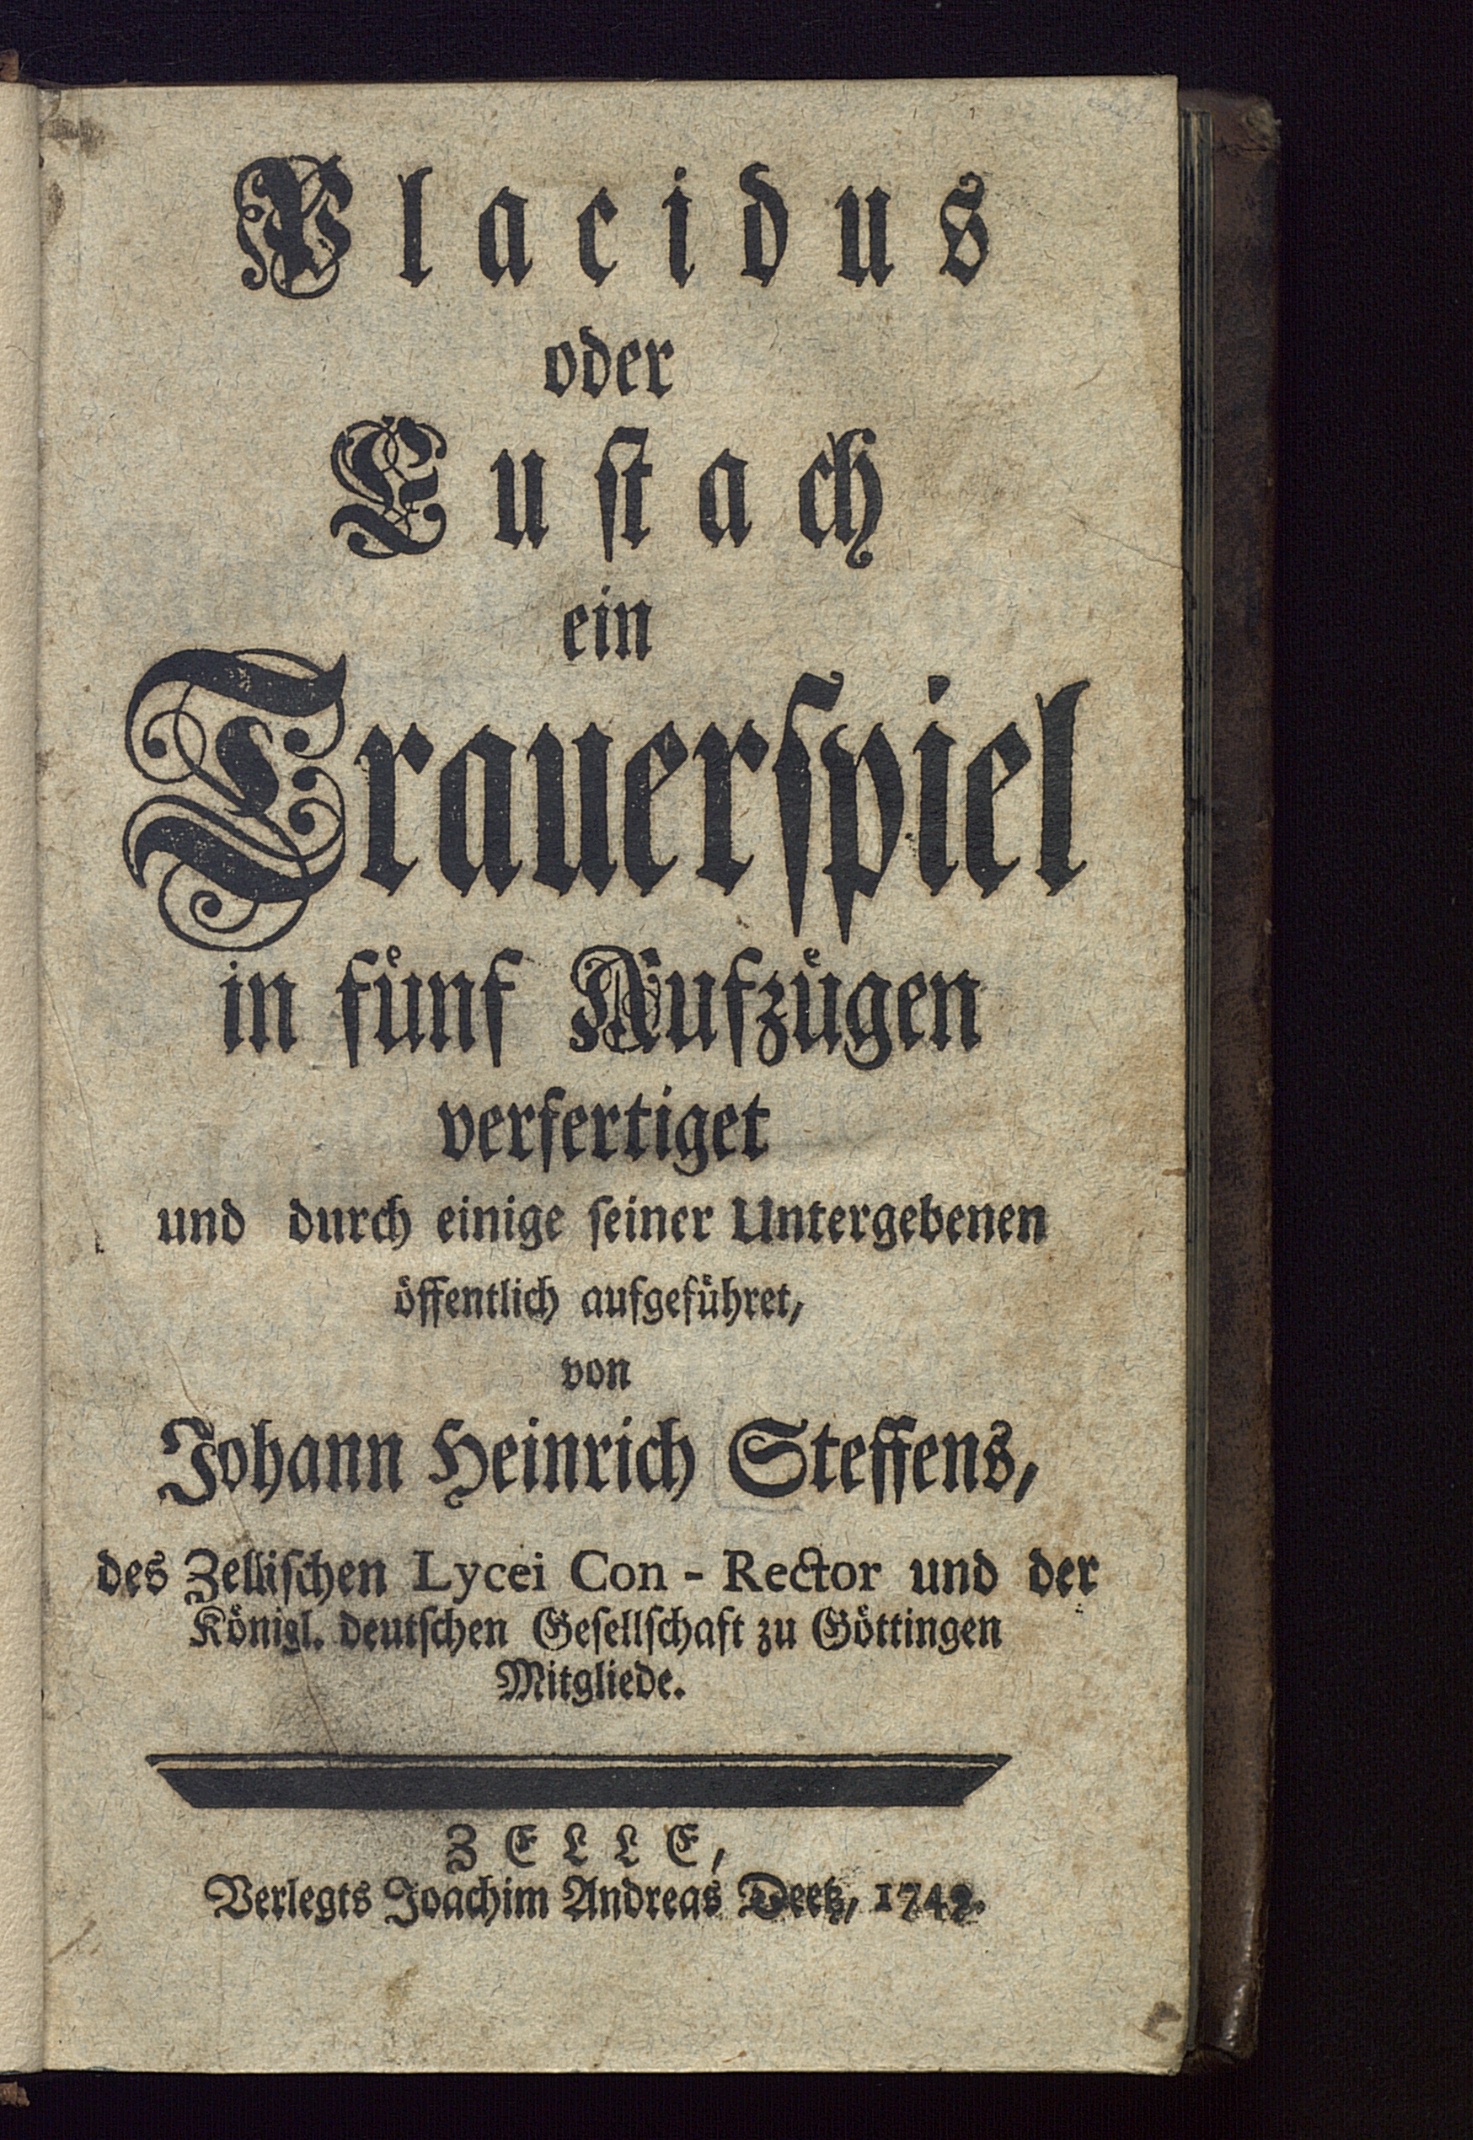 Placidus
oder
Eustach
ein
Trauerspiel
in fünf Aufzügen
verfertiget
und durch einige seiner Untergebenen
öffentlich aufgeführet,
von
Johann Heinrich Steffens,
des Zellischen Lycei Con-Rector und der
Königl. deutschen Gesellschaft zu Göttingen
Mitgliede.
ZELLE,
Verlegts Joachim Andreas Deetz, 1749.